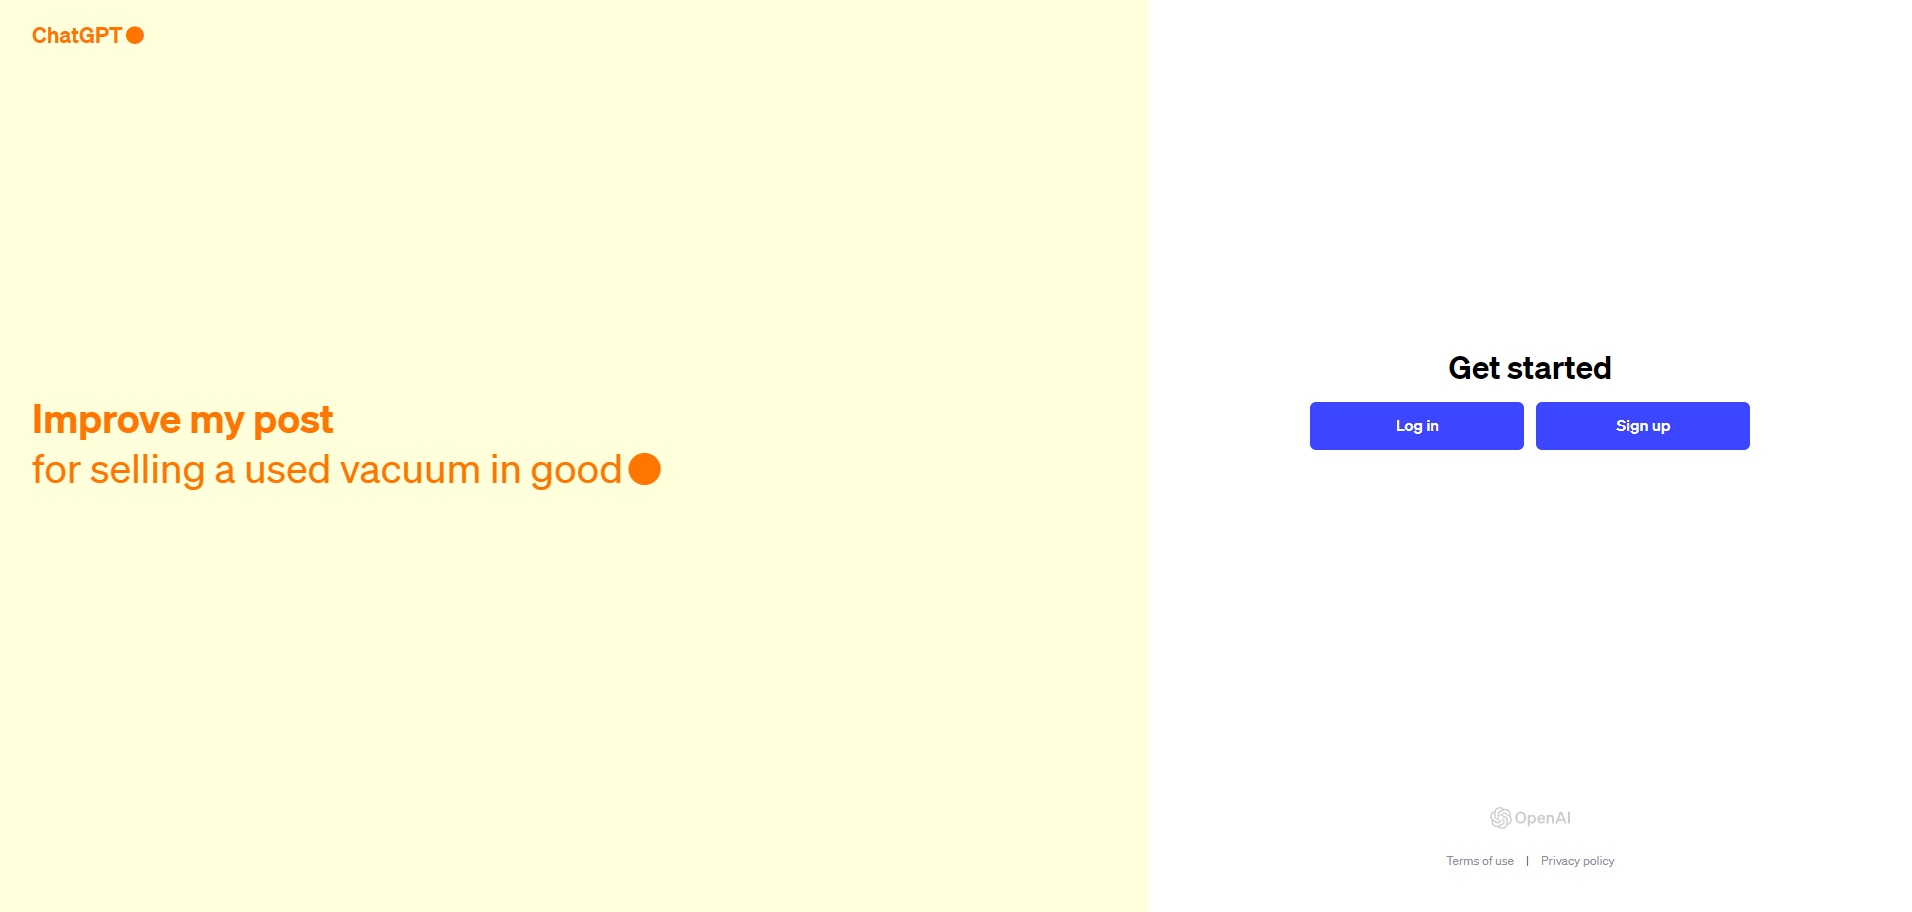 ChatGPT
Improve my post
for selling a used vacuum in good
Get started
Log in
Sign up
OpenAI
Terms of use | Privacy policy